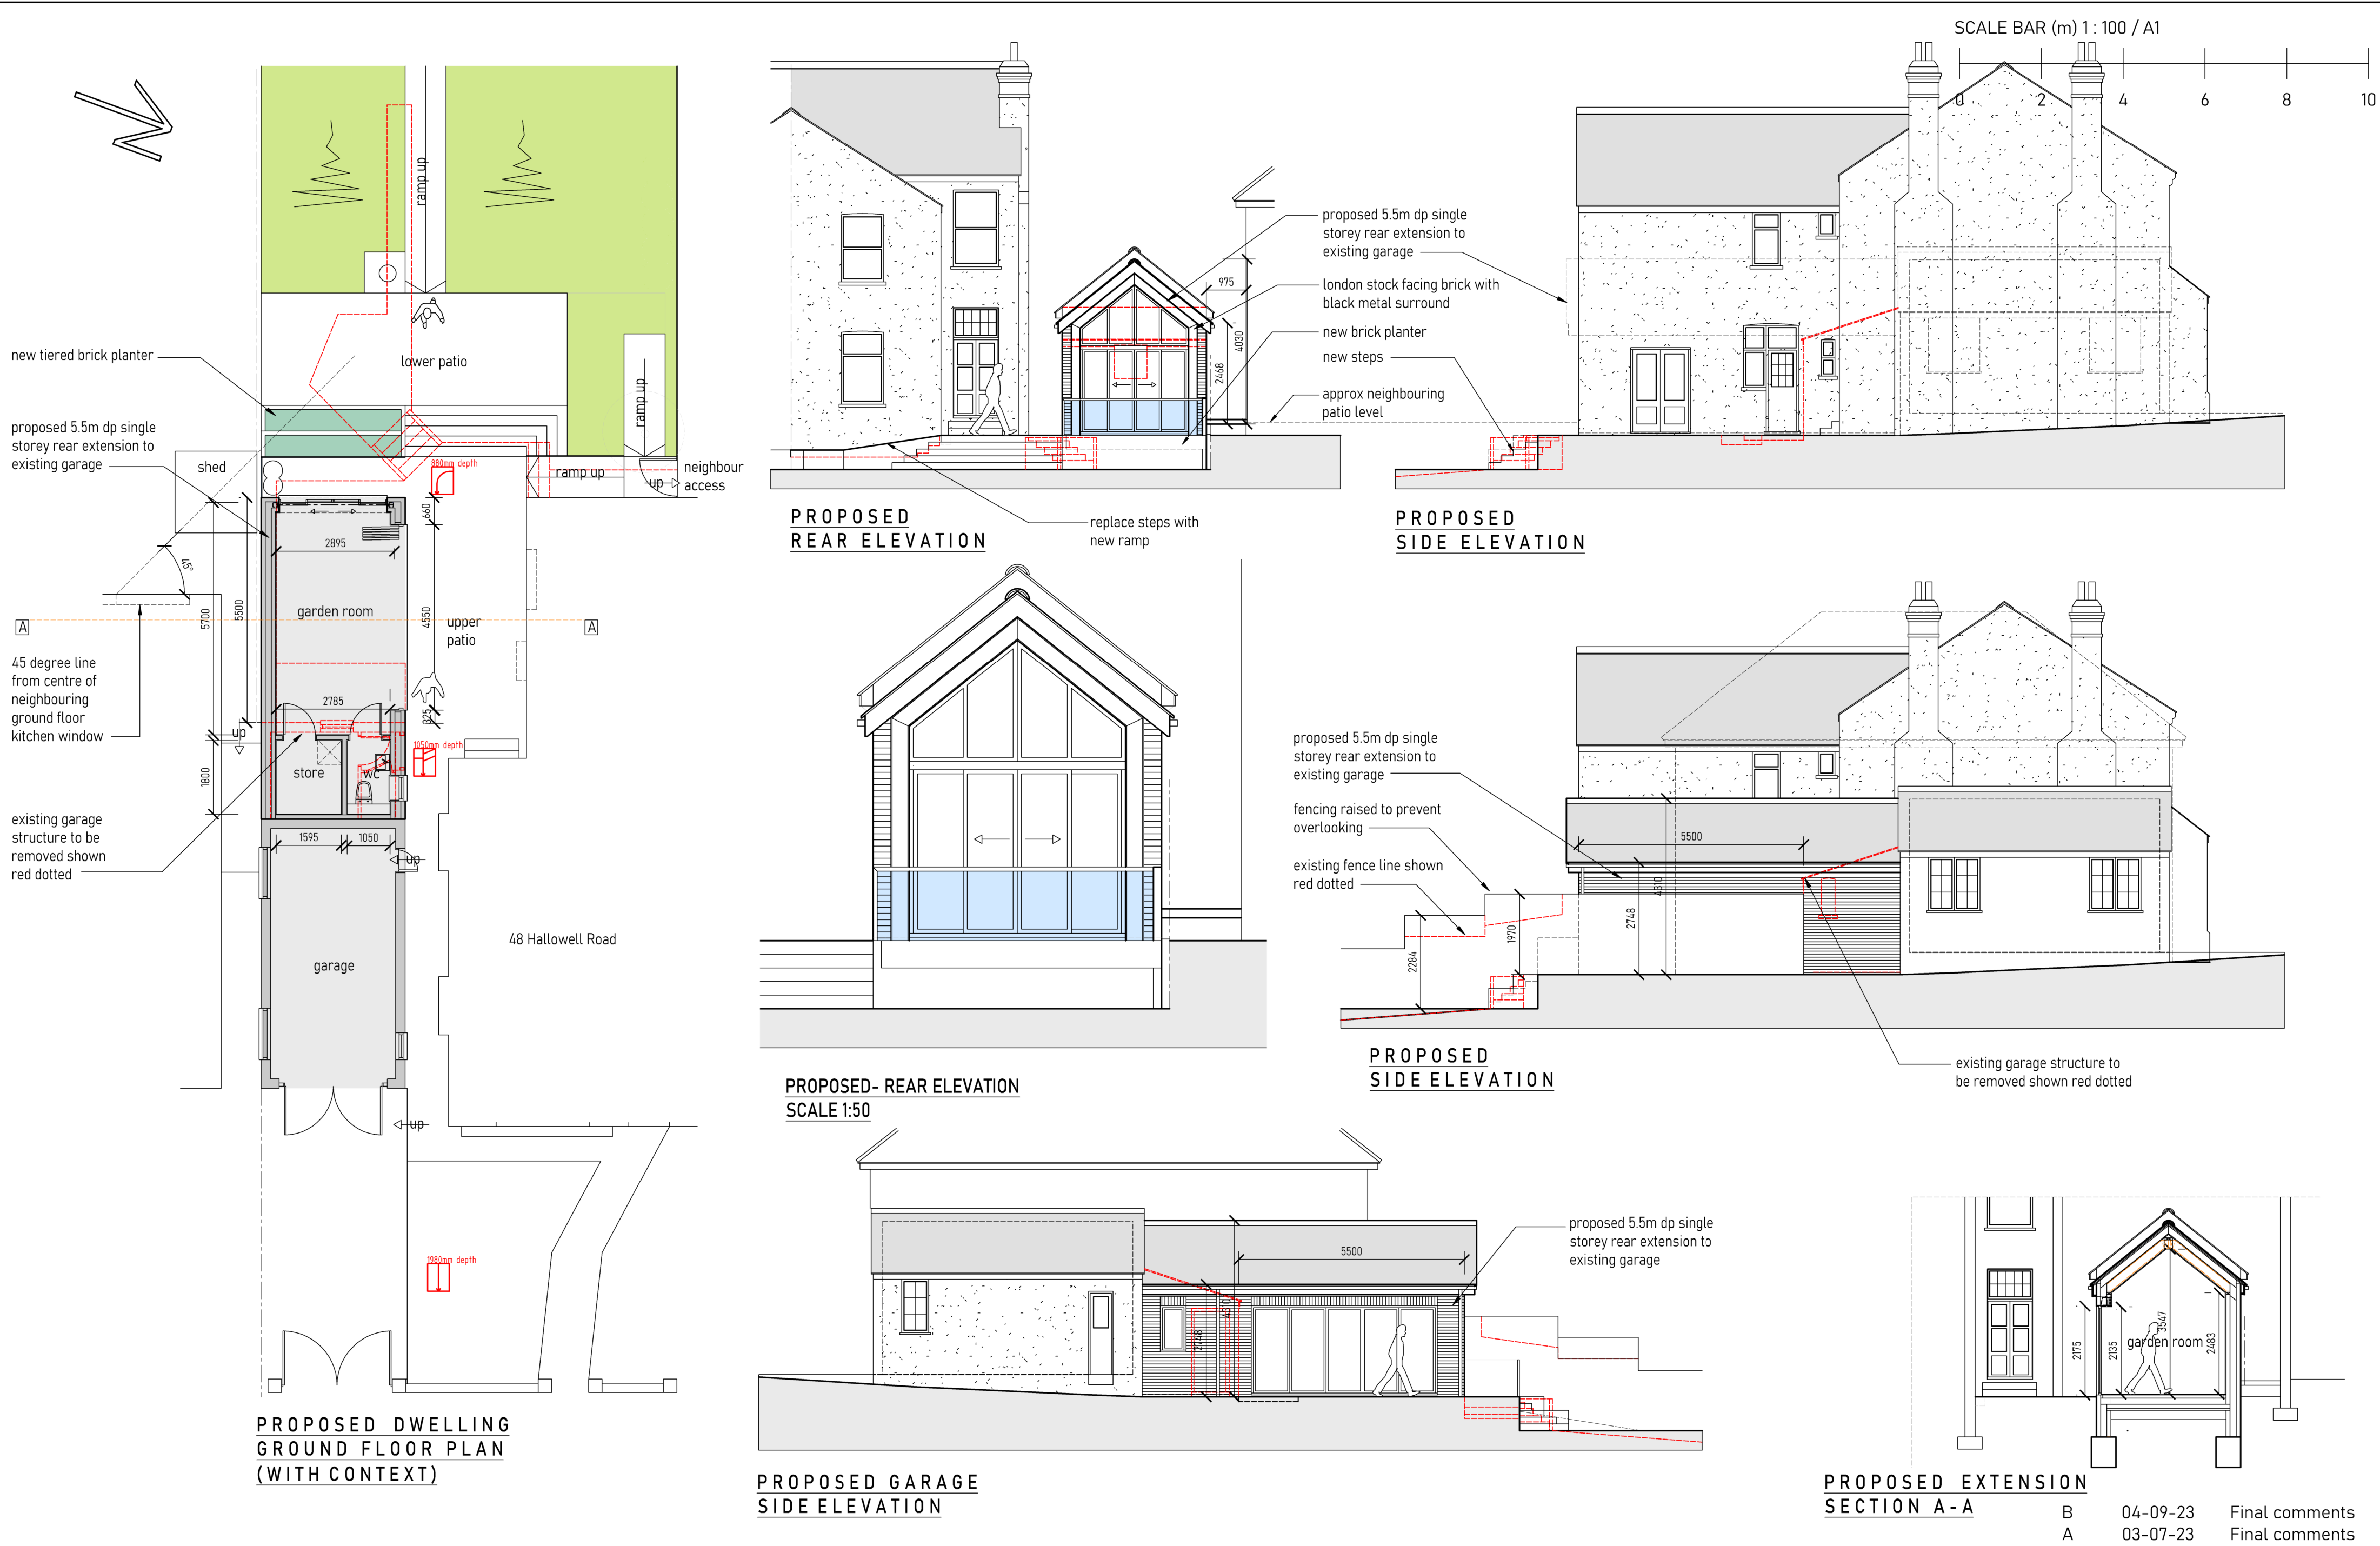 SCALE BAR (m) 1 : 100 / A1
0 2 4 6 8 10
ramp up
lower patio
ramp up
new tiered brick planter
proposed 5.5m dp single
storey rear extension to
existing garage
shed
880mm depth
ramp up
up
neighbour
access
660
2895
45°
garden room
5700
5500
4550
upper
patio
A
A
45 degree line
from centre of
neighbouring
ground floor
kitchen window
2785
825
up
1050mm depth
store
wc
1800
existing garage
structure to be
removed shown
red dotted
1595
1050
up
garage
48 Hallowell Road
up
1980mm depth
PROPOSED DWELLING
GROUND FLOOR PLAN
(WITH CONTEXT)
proposed 5.5m dp single
storey rear extension to
existing garage
975
london stock facing brick with
black metal surround
new brick planter
4030
new steps
2468
approx neighbouring
patio level
PROPOSED
REAR ELEVATION
replace steps with
new ramp
PROPOSED
SIDE ELEVATION
PROPOSED- REAR ELEVATION
SCALE 1:50
proposed 5.5m dp single
storey rear extension to
existing garage
fencing raised to prevent
overlooking
existing fence line shown
red dotted
5500
4310
2748
1970
2284
PROPOSED
SIDE ELEVATION
existing garage structure to
be removed shown red dotted
5500
4310
2748
proposed 5.5m dp single
storey rear extension to
existing garage
PROPOSED GARAGE
SIDE ELEVATION
2175
2135
3547
garden room
2483
PROPOSED EXTENSION
SECTION A-A
B 04-09-23 Final comments
A 03-07-23 Final comments